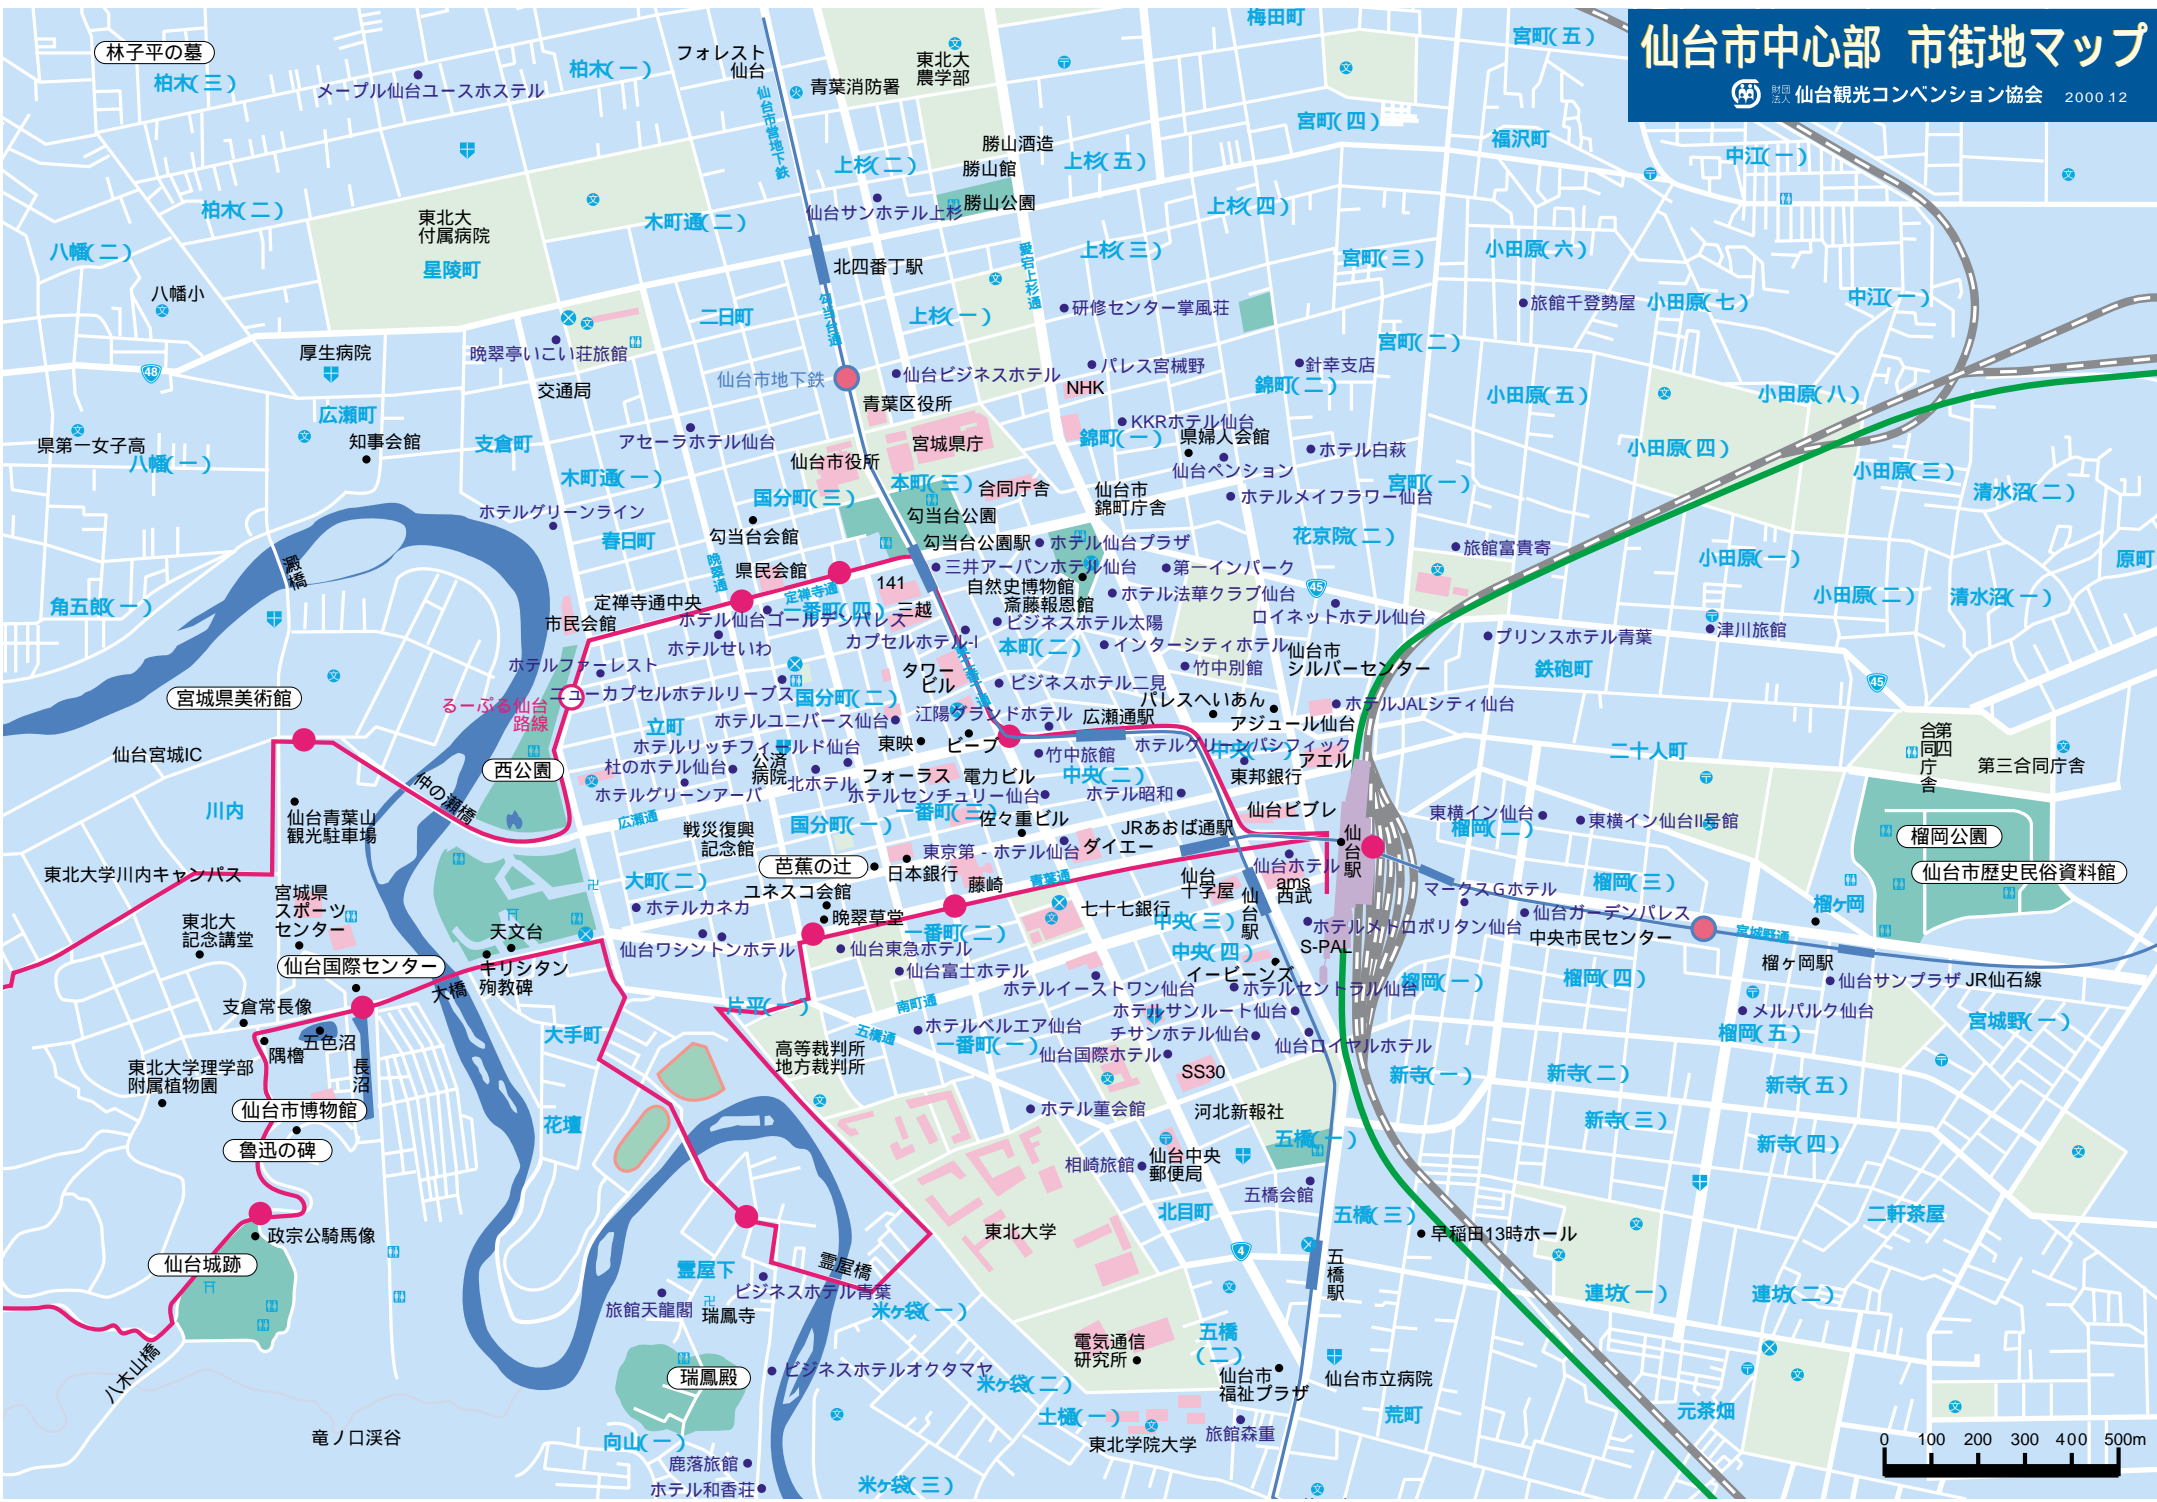 仙台市中心部 市街地マップ
財団法人 仙台観光コンベンション協会 2000.12
林子平の墓
柏木(三)
メープル仙台ユースホステル
柏木(一)
フォレスト
仙台
仙台市営地下鉄
青葉消防署
東北大
農学部
梅田町
宮町(五)
宮町(四)
福沢町
中江(一)
勝山酒造
勝山館
勝山公園
上杉(二)
上杉(五)
上杉(四)
仙台サンホテル上杉
柏木(二)
東北大
付属病院
星陵町
木町通(二)
八幡(二)
八幡小
北四番丁駅
愛宕上杉通
上杉(三)
宮町(三)
小田原(六)
旅館千登勢屋
小田原(七)
中江(一)
二日町
勾当台通
上杉(一)
研修センター掌風荘
宮町(二)
48
厚生病院
晩翠亭いこい荘旅館
交通局
仙台市地下鉄
仙台ビジネスホテル
パレス宮城野
針幸支店
NHK
錦町(二)
小田原(五)
小田原(八)
広瀬町
知事会館
支倉町
アセーラホテル仙台
青葉区役所
宮城県庁
KKRホテル仙台
錦町(一)
県婦人会館
仙台ペンション
ホテル白萩
小田原(四)
小田原(三)
県第一女子高
八幡(一)
木町通(一)
仙台市役所
国分町(三)
本町(三)
合同庁舎
仙台市
錦町庁舎
宮町(一)
ホテルメイフラワー仙台
清水沼(二)
ホテルグリーンライン
春日町
勾当台会館
勾当台公園
勾当台公園駅
ホテル仙台プラザ
花京院(二)
旅館富貴寄
小田原(一)
原町
澱橋
晩翠通
県民会館
定禅寺通
141
三井アーバンホテル仙台
第一インパーク
自然史博物館
斎藤報恩館
ホテル法華クラブ仙台
45
小田原(二)
清水沼(一)
角五郎(一)
定禅寺通中央
市民会館
一番町(四)
三越
ホテル仙台ゴールデンパレス
ビジネスホテル太陽
ロイネットホテル仙台
プリンスホテル青葉
津川旅館
ホテルせいわ
カプセルホテル-I
本町(二)
インターシティホテル
仙台市
シルバーセンター
鉄砲町
ホテルファーレスト
タワー
ビル
竹中別館
宮城県美術館
るーぷる仙台
路線
ニューカプセルホテルリーブス
国分町(二)
ビジネスホテル二見
パレスへいあん
ホテルJALシティ仙台
45
立町
ホテルユニバース仙台
江陽グランドホテル
広瀬通駅
アジュール仙台
仙台宮城IC
西公園
ホテルリッチフィールド仙台
東映
ビーブ
竹中旅館
ホテルグリーンパシフィック
中央(一)
アエル
二十人町
第四
合同庁舎
第三合同庁舎
杜のホテル仙台
公済
病院
北ホテル
フォーラス
電力ビル
中央(二)
東邦銀行
川内
仲の瀬橋
ホテルグリーンアーバ
ホテルセンチュリー仙台
ホテル昭和
仙台青葉山
観光駐車場
広瀬通
国分町(一)
一番町(三)
佐々重ビル
仙台ビブレ
東横イン仙台
東横イン仙台II号館
榴岡(二)
戦災復興
記念館
JRあおば通駅
ダイエー
仙台駅
榴岡公園
東北大学川内キャンパス
芭蕉の辻
日本銀行
東京第一ホテル仙台
仙台ホテル
仙台市歴史民俗資料館
宮城県
スポーツ
センター
大町(二)
ユネスコ会館
藤崎
青葉通
仙台
十字屋
ams
西武
マークスGホテル
榴岡(三)
榴ヶ岡
東北大
記念講堂
天文台
ホテルカネカ
晩翠草堂
七十七銀行
仙台駅
ホテルメトロポリタン仙台
仙台ガーデンパレス
仙台国際センター
キリシタン
殉教碑
仙台ワシントンホテル
仙台東急ホテル
一番町(二)
中央(三)
中央(四)
S-PAL
中央市民センター
宮城野通
榴ヶ岡駅
支倉常長像
大橋
仙台富士ホテル
イービーンズ
榴岡(一)
榴岡(四)
仙台サンプラザ
JR仙石線
片平(一)
南町通
ホテルイーストワン仙台
ホテルセントラル仙台
隅櫓
五色沼
大手町
五橋通
ホテルベルエア仙台
ホテルサンルート仙台
メルパルク仙台
榴岡(五)
宮城野(一)
東北大学理学部
附属植物園
長沼
高等裁判所
地方裁判所
一番町(一)
チサンホテル仙台
仙台国際ホテル
仙台ロイヤルホテル
SS30
新寺(一)
新寺(二)
新寺(五)
仙台市博物館
花壇
ホテル董会館
河北新報社
新寺(三)
新寺(四)
魯迅の碑
五橋(一)
相崎旅館
仙台中央
郵便局
五橋会館
政宗公騎馬像
北目町
五橋(三)
早稲田13時ホール
二軒茶屋
東北大学
仙台城跡
霊屋下
霊屋橋
4
五橋駅
ビジネスホテル青葉
旅館天龍閣
瑞鳳寺
米ヶ袋(一)
連坊(一)
連坊(二)
八木山橋
瑞鳳殿
ビジネスホテルオクタマヤ
電気通信
研究所
五橋
(二)
仙台市
福祉プラザ
仙台市立病院
米ヶ袋(二)
土樋(一)
荒町
元茶畑
竜ノ口渓谷
向山(一)
東北学院大学
旅館森重
鹿落旅館
ホテル和香荘
米ヶ袋(三)
0 100 200 300 400 500m